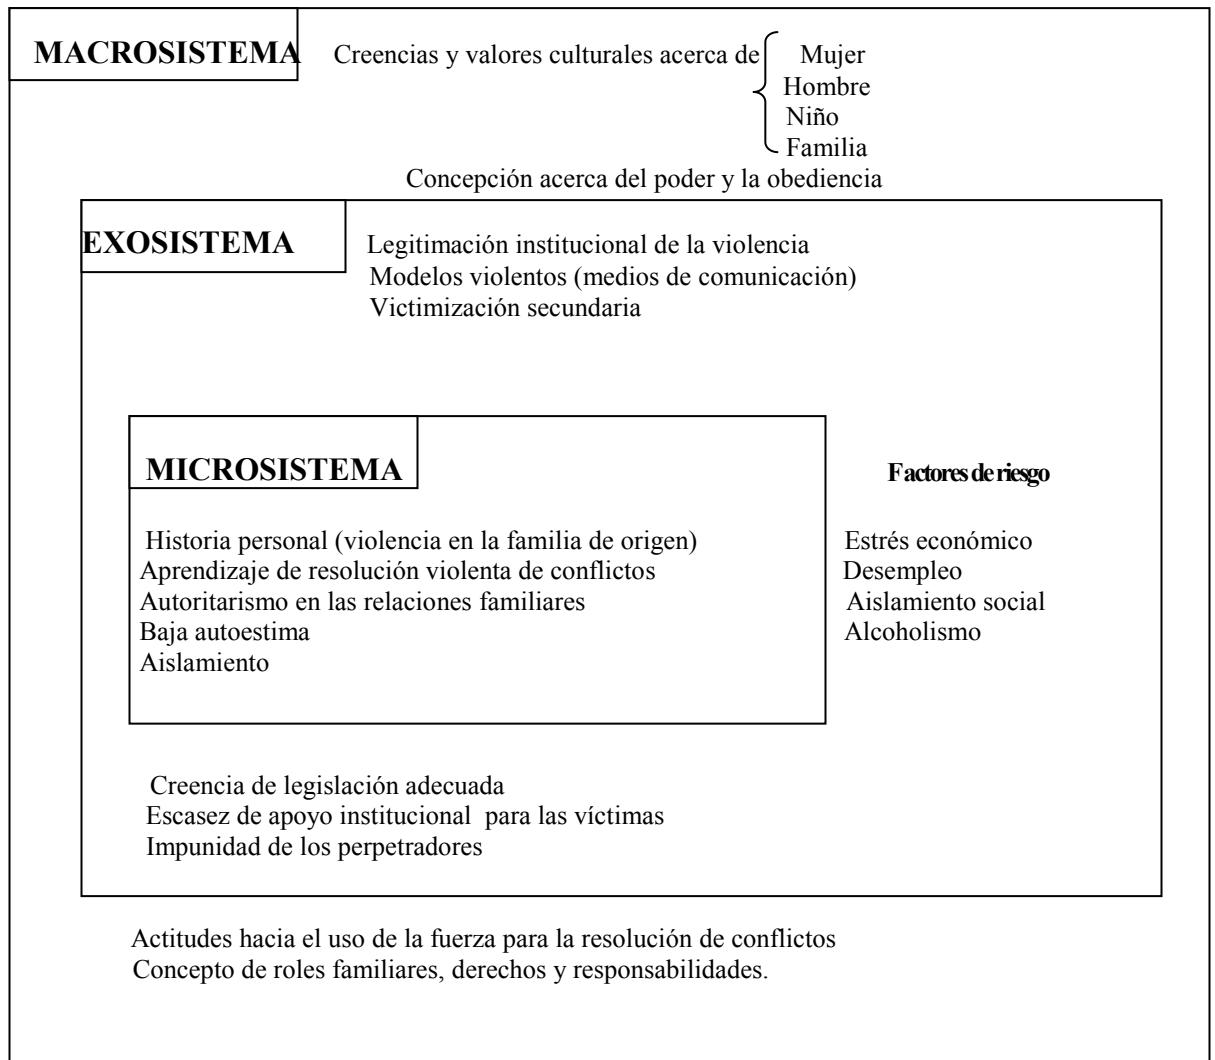 MACROSISTEMA Creencias y valores culturales acerca de Mujer
Hombre
Niño
Familia
Concepción acerca del poder y la obediencia
EXOSISTEMA Legitimación institucional de la violencia
Modelos violentos (medios de comunicación)
Victimización secundaria
MICROSISTEMA Factores de riesgo
Historia personal (violencia en la familia de origen) Estrés económico
Aprendizaje de resolución violenta de conflictos Desempleo
Autoritarismo en las relaciones familiares Aislamiento social
Baja autoestima Alcoholismo
Aislamiento
Creencia de legislación adecuada
Escasez de apoyo institucional para las víctimas
Impunidad de los perpetradores
Actitudes hacia el uso de la fuerza para la resolución de conflictos
Concepto de roles familiares, derechos y responsabilidades.